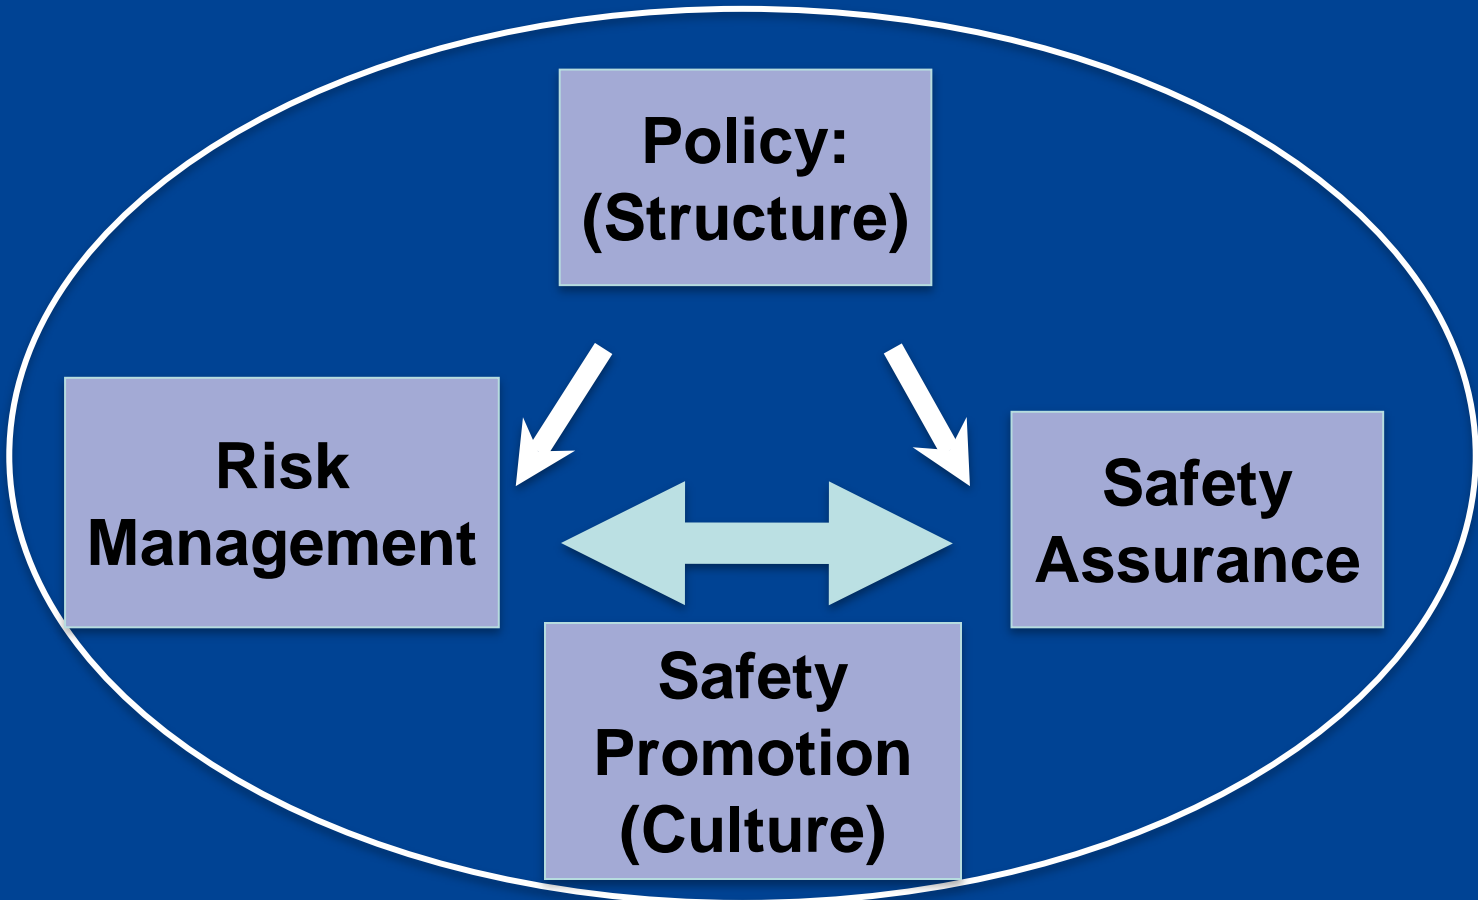 Policy:
(Structure)
Risk
Management
Safety
Assurance
Safety
Promotion
(Culture)